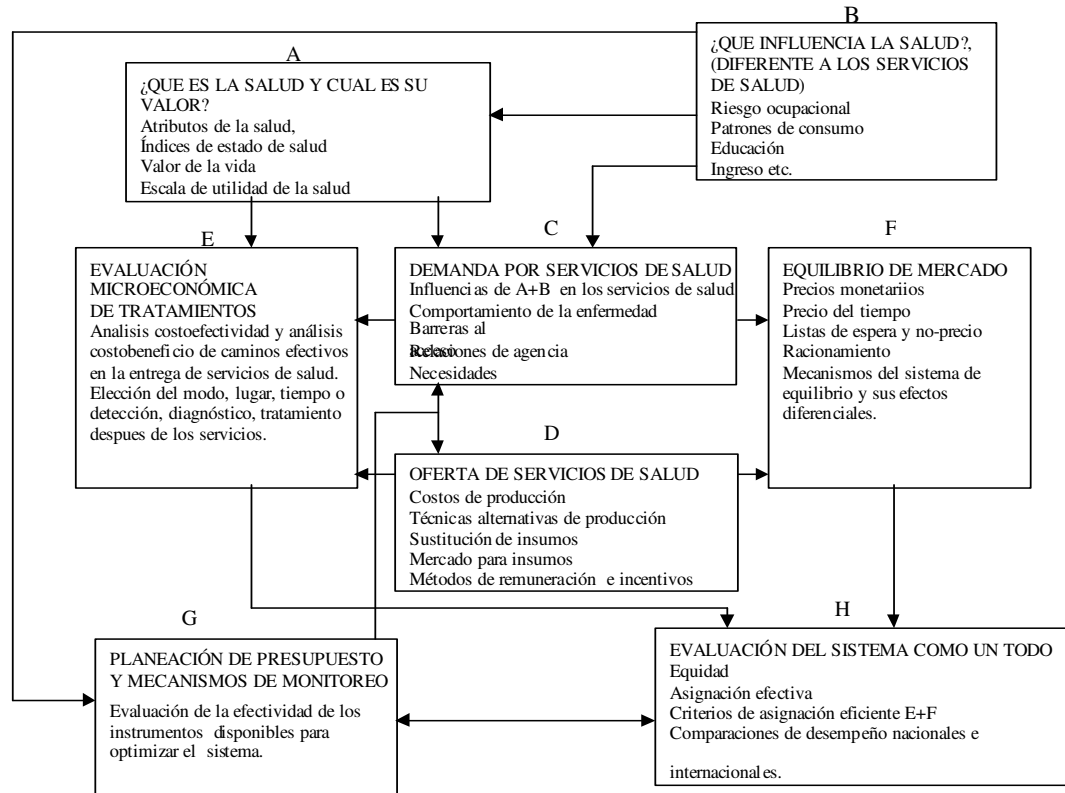 B
¿QUE INFLUENCIA LA SALUD?,
(DIFERENTE A LOS SERVICIOS
DE SALUD)
Riesgo ocupacional
Patrones de consumo
Educación
Ingreso etc.
A
¿QUE ES LA SALUD Y CUAL ES SU
VALOR?
Atributos de la salud,
Índices de estado de salud
Valor de la vida
Escala de utilidad de la salud
E
EVALUACIÓN
MICROECONÓMICA
DE TRATAMIENTOS
Analisis costoefectividad y análisis
costobeneficio de caminos efectivos
en la entrega de servicios de salud.
Elección del modo, lugar, tiempo o
detección, diagnóstico, tratamiento
despues de los servicios.
C
DEMANDA POR SERVICIOS DE SALUD
Influencias de A+B en los servicios de salud
Comportamiento de la enfermedad
Barreras al
acceso
Relaciones de agencia
Necesidades
F
EQUILIBRIO DE MERCADO
Precios monetariios
Precio del tiempo
Listas de espera y no-precio
Racionamiento
Mecanismos del sistema de
equilibrio y sus efectos
diferenciales.
D
OFERTA DE SERVICIOS DE SALUD
Costos de producción
Técnicas alternativas de producción
Sustitución de insumos
Mercado para insumos
Métodos de remuneración e incentivos
G
PLANEACIÓN DE PRESUPUESTO
Y MECANISMOS DE MONITOREO
Evaluación de la efectividad de los
instrumentos disponibles para
optimizar el sistema.
H
EVALUACIÓN DEL SISTEMA COMO UN TODO
Equidad
Asignación efectiva
Criterios de asignación eficiente E+F
Comparaciones de desempeño nacionales e
internacionales.